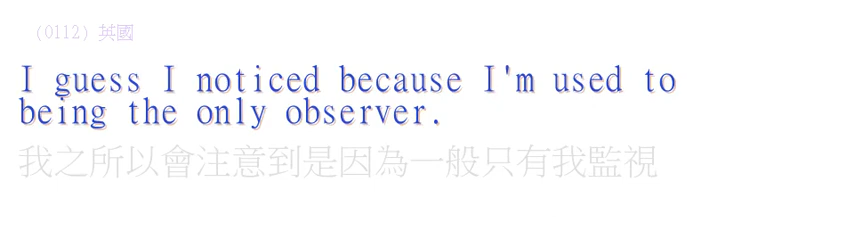 (0112) 英國
I guess I noticed because I'm used to
being the only observer.
我之所以會注意到是因為一般只有我監視